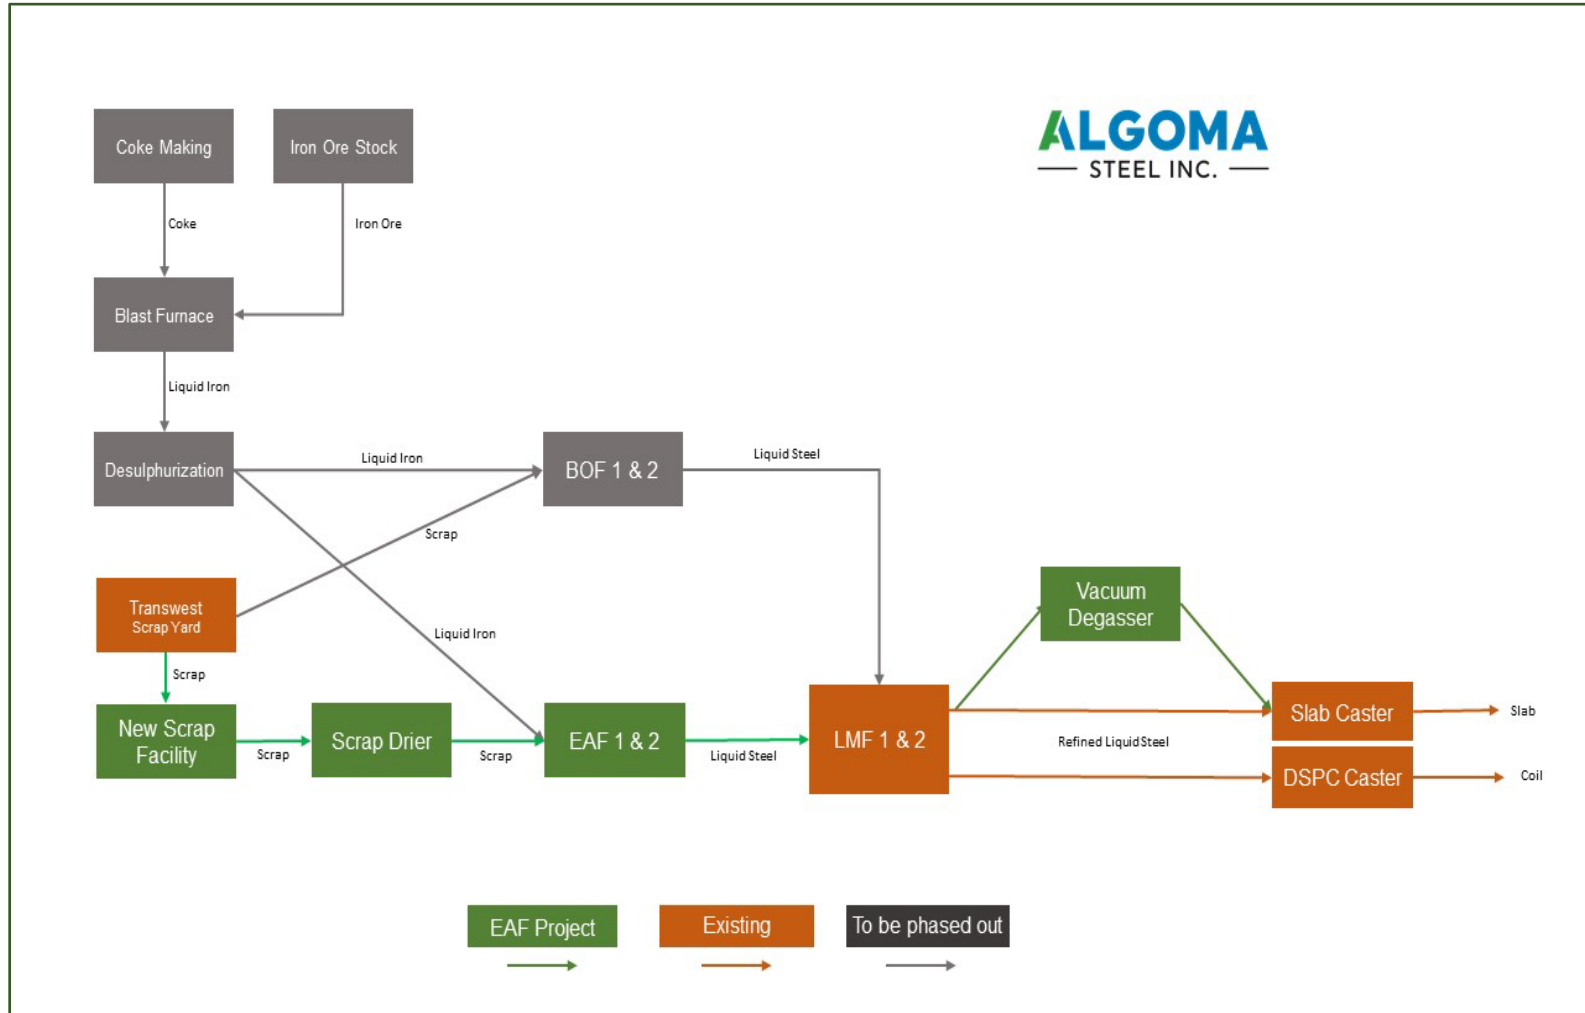 ALGOMA
STEEL INC.
Coke Making
Iron Ore Stock
Coke
Iron Ore
Blast Furnace
Liquid Iron
Desulphurization
Liquid Iron
BOF 1 & 2
Liquid Steel
Scrap
Transwest
Scrap Yard
Liquid Iron
Vacuum
Degasser
Scrap
New Scrap
Facility
Scrap
Scrap Drier
Scrap
EAF 1 & 2
Liquid Steel
LMF 1 & 2
Refined Liquid Steel
Slab Caster
Slab
DSPC Caster
Coil
EAF Project
Existing
To be phased out